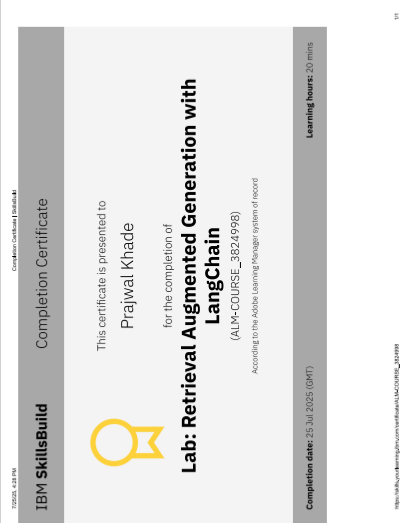 7/25/25, 4:28 PM
Completion Certificate | SkillsBuild
IBM SkillsBuild
Completion Certificate
This certificate is presented to
Prajwal Khade
for the completion of
Lab: Retrieval Augmented Generation with
LangChain
(ALM-COURSE_3824998)
According to the Adobe Learning Manager system of record
Completion date: 25 Jul 2025 (GMT)
Learning hours: 20 mins
https://skills.yourlearning.ibm.com/certificate/ALM-COURSE_3824998
1/1